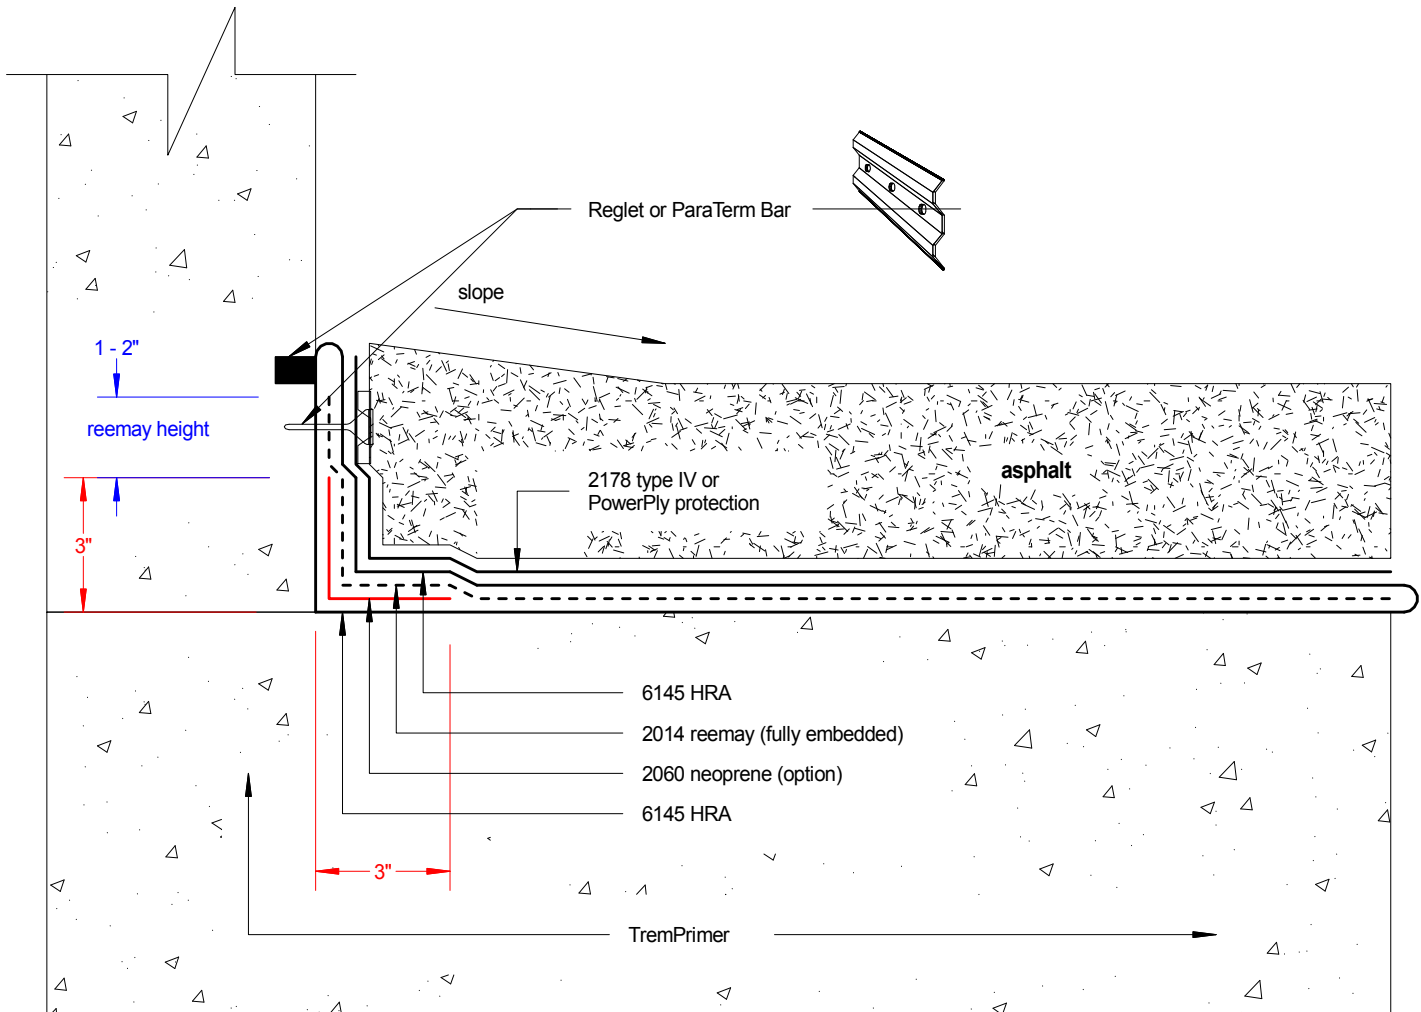 Reglet or ParaTerm Bar
slope
1 - 2"
reemay height
2178 type IV or
PowerPly protection
asphalt
3"
6145 HRA
2014 reemay (fully embedded)
2060 neoprene (option)
6145 HRA
3"
TremPrimer